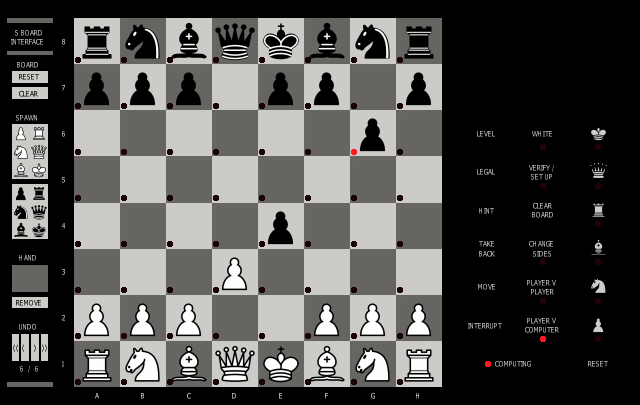 S BOARD
INTERFACE
BOARD
RESET
CLEAR
SPAWN
HAND
REMOVE
UNDO
6 / 6
8
7
6
5
4
3
2
1
A B C D E F G H
LEVEL WHITE
LEGAL VERIFY/
SET UP
HINT CLEAR
BOARD
TAKE
BACK CHANGE
SIDES
MOVE PLAYER V
PLAYER
INTERRUPT PLAYER V
COMPUTER
COMPUTING RESET